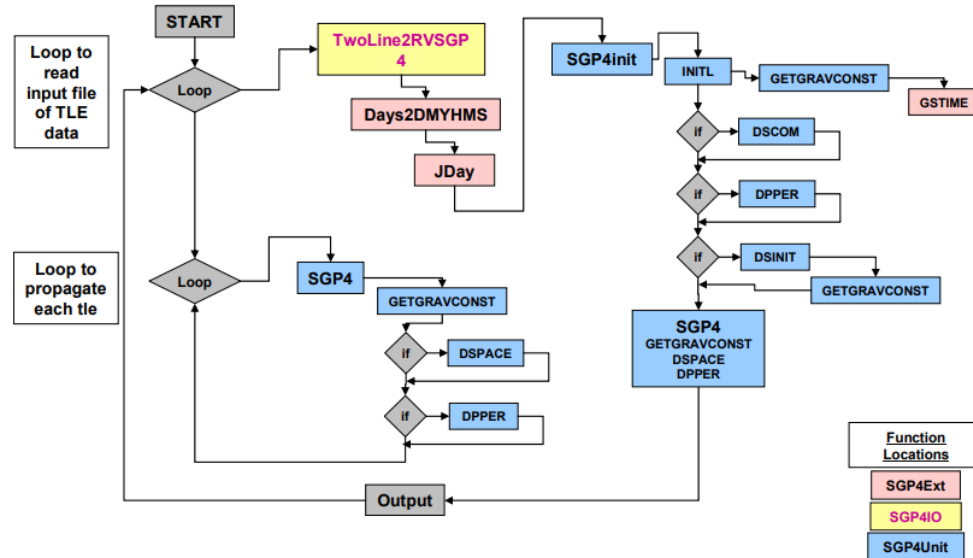 START
Loop to
read
input file
of TLE
data
Loop
TwoLine2RVSGP
4
Days2DMYHMS
JDay
SGP4init
INITL
GETGRAVCONST
GSTIME
if
DSCOM
if
DPPER
if
DSINIT
GETGRAVCONST
SGP4
GETGRAVCONST
DSPACE
DPPER
Loop to
propagate
each tle
Loop
SGP4
GETGRAVCONST
if
DSPACE
if
DPPER
Output
Function
Locations
SGP4Ext
SGP4IO
SGP4Unit